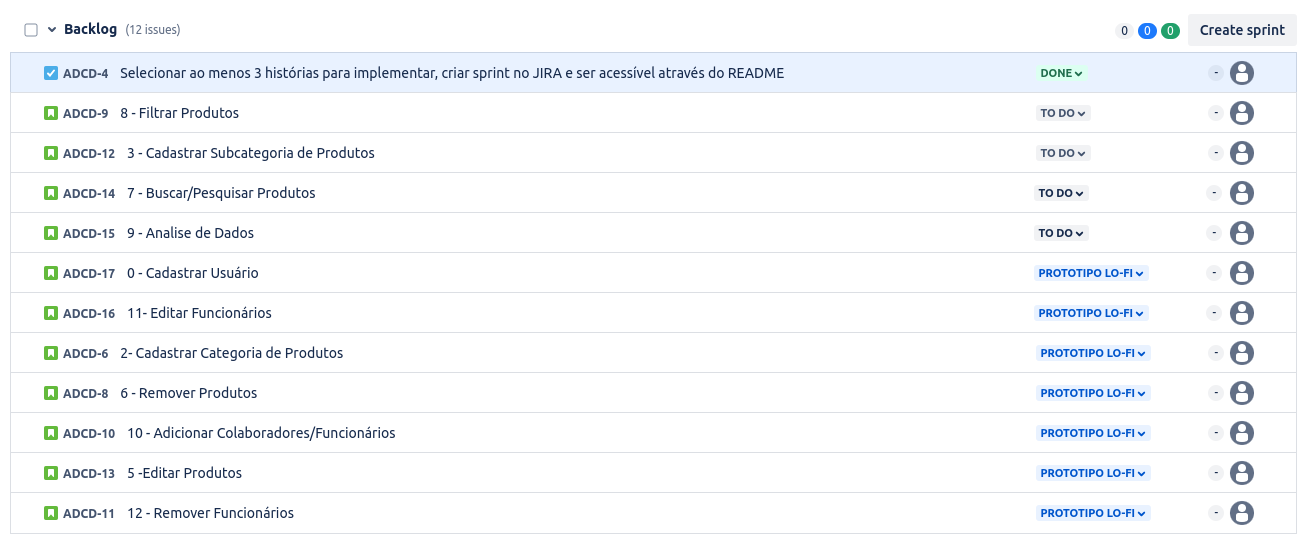 Backlog (12 issues) 0 0 0 Create sprint
ADCD-4 Selecionar ao menos 3 histórias para implementar, criar sprint no JIRA e ser acessível através do README DONE -
ADCD-9 8 - Filtrar Produtos TO DO -
ADCD-12 3 - Cadastrar Subcategoria de Produtos TO DO -
ADCD-14 7 - Buscar/Pesquisar Produtos TO DO -
ADCD-15 9 - Analise de Dados TO DO -
ADCD-17 0 - Cadastrar Usuário PROTOTIPO LO-FI -
ADCD-16 11- Editar Funcionários PROTOTIPO LO-FI -
ADCD-6 2- Cadastrar Categoria de Produtos PROTOTIPO LO-FI -
ADCD-8 6 - Remover Produtos PROTOTIPO LO-FI -
ADCD-10 10 - Adicionar Colaboradores/Funcionários PROTOTIPO LO-FI -
ADCD-13 5 -Editar Produtos PROTOTIPO LO-FI -
ADCD-11 12 - Remover Funcionários PROTOTIPO LO-FI -